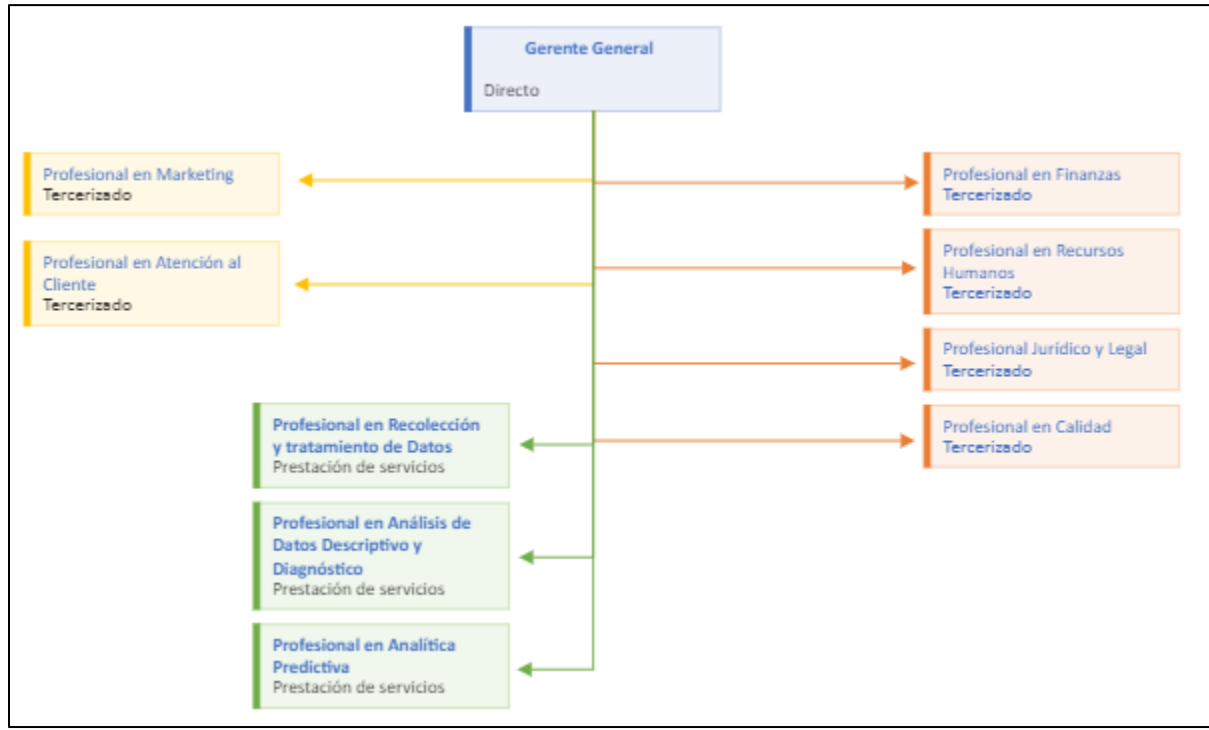 Gerente General
Directo
Profesional en Marketing
Tercerizado
Profesional en Atención al
Cliente
Tercerizado
Profesional en Finanzas
Tercerizado
Profesional en Recursos
Humanos
Tercerizado
Profesional Jurídico y Legal
Tercerizado
Profesional en Calidad
Tercerizado
Profesional en Recolección
y tratamiento de Datos
Prestación de servicios
Profesional en Análisis de
Datos Descriptivo y
Diagnóstico
Prestación de servicios
Profesional en Analítica
Predictiva
Prestación de servicios